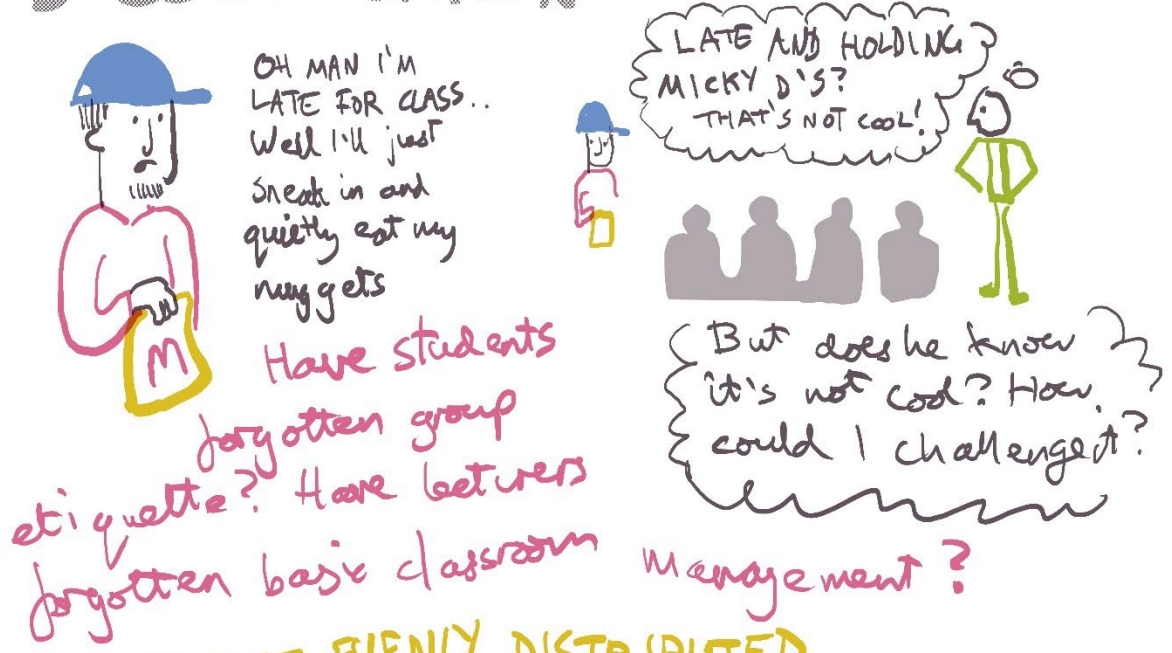 OH MAN I'M
LATE FOR CLASS..
Well I'll just
sneak in and
quietly eat my
nuggets
M
LATE AND HOLDING
MICKY D'S?
THAT'S NOT COOL!
But does he know
it's not cool? How
could I challenge it?
Have students
forgotten group
etiquette? Have lecturers
forgotten basic classroom management?
DISTRIBUTED